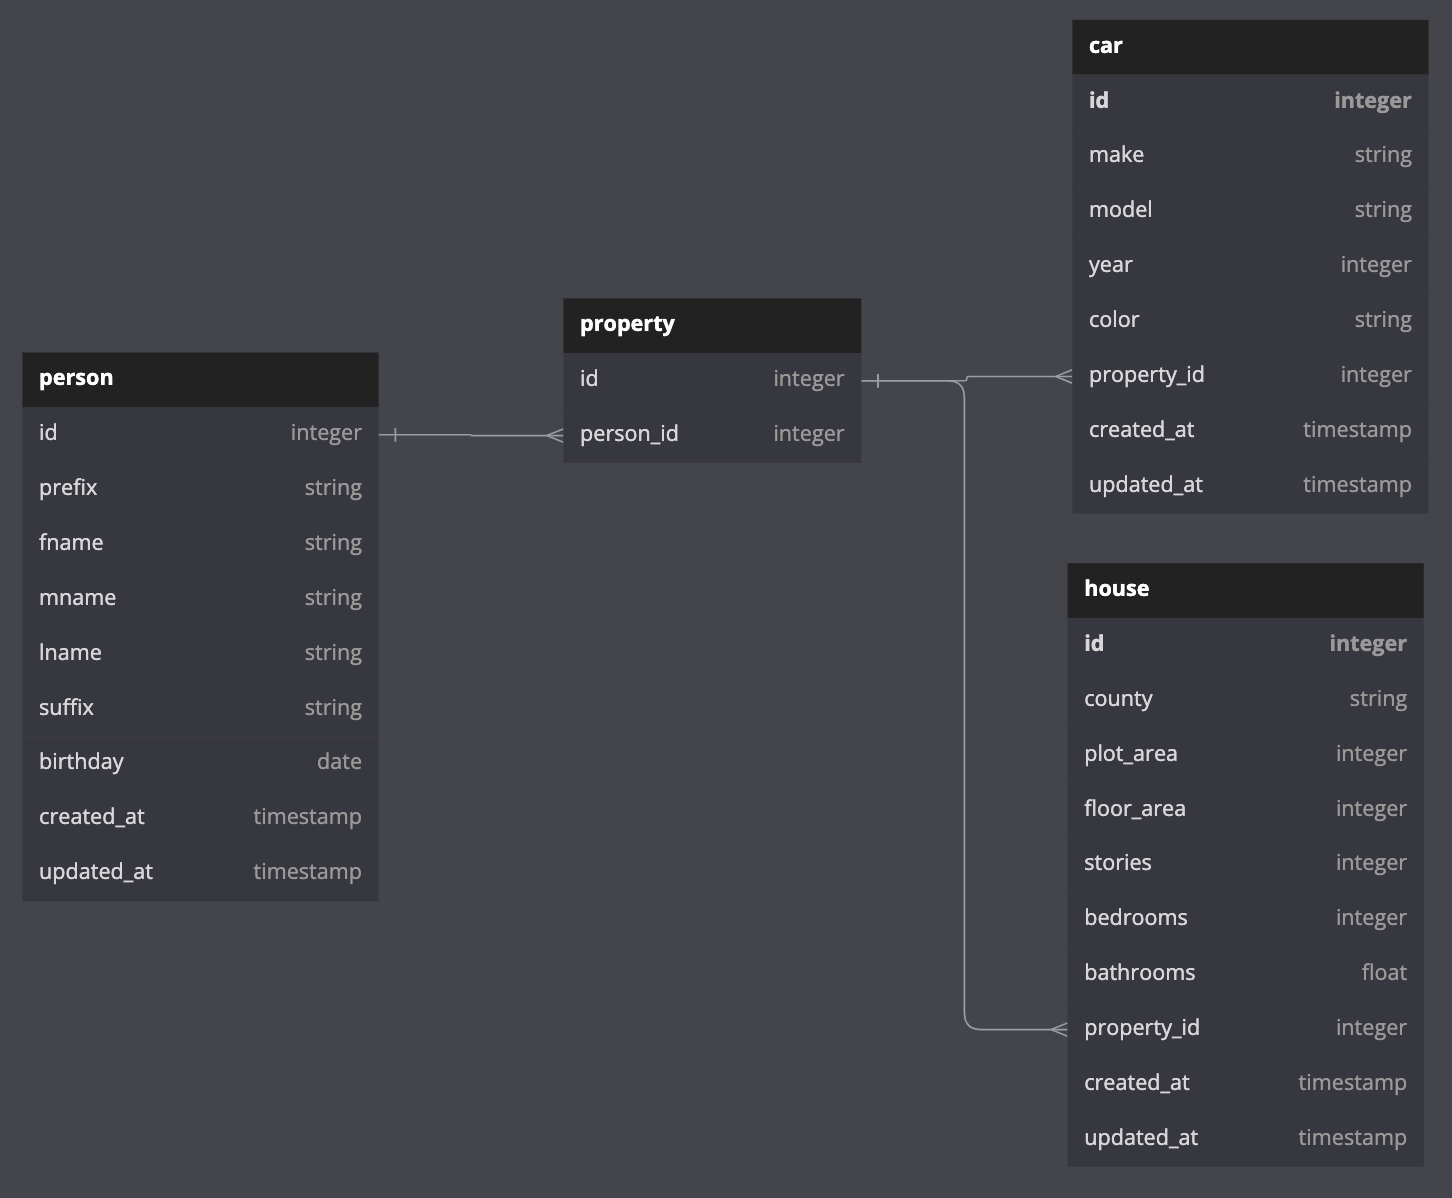 person
id integer
prefix string
fname string
mname string
lname string
suffix string
birthday date
created_at timestamp
updated_at timestamp
property
id integer
person_id integer
car
id integer
make string
model string
year integer
color string
property_id integer
created_at timestamp
updated_at timestamp
house
id integer
county string
plot_area integer
floor_area integer
stories integer
bedrooms integer
bathrooms float
property_id integer
created_at timestamp
updated_at timestamp